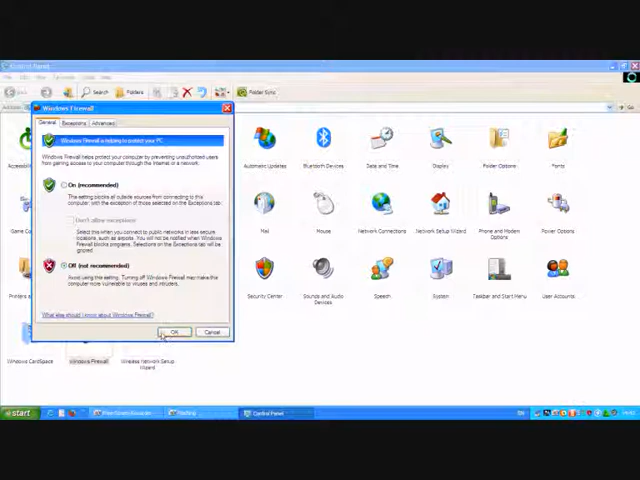 Control Panel
Search
Folders
Folder Sync
Go
Windows Firewall
General
Exceptions
Advanced
Windows Firewall is helping to protect your PC
Windows Firewall helps protect your computer by preventing unauthorized users
from gaining access to your computer through the Internet or a network.
On (recommended)
This setting blocks all outside sources from connecting to this
computer, with the exception of those selected on the Exceptions tab.
Don't allow exceptions
Select this when you connect to public networks in less secure
locations, such as airports. You will not be notified when Windows
Firewall blocks programs. Selections on the Exceptions tab will be
ignored.
Off (not recommended)
Avoid using this setting. Turning off Windows Firewall may make this
computer more vulnerable to viruses and intruders.
What else should I know about Windows Firewall?
OK
Cancel
Automatic Updates
Bluetooth Devices
Date and Time
Display
Folder Options
Fonts
Mail
Mouse
Network Connections
Network Setup Wizard
Phone and Modem
Options
Power Options
Security Center
Sounds and Audio
Devices
Speech
System
Taskbar and Start Menu
User Accounts
Windows CardSpace
Windows Firewall
Wireless Network Setup
Wizard
start
Control Panel
EN